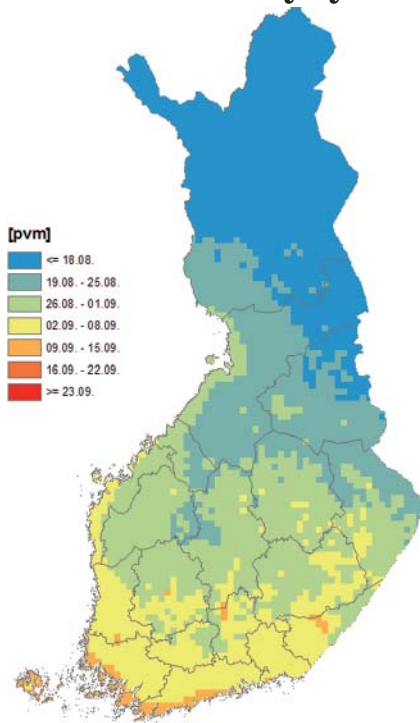 [pvm]
<= 18.08.
19.08. - 25.08.
26.08. - 01.09.
02.09. - 08.09.
09.09. - 15.09.
16.09. - 22.09.
>= 23.09.